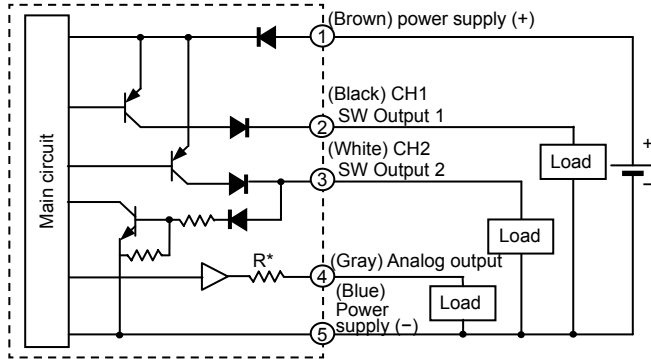 (Brown) power supply (+)
1
(Black) CH1
SW Output 1
2
(White) CH2
SW Output 2
3
Main circuit
Load
+
−
Load
R*
(Gray) Analog output
4
(Blue)
Power
supply (−)
Load
5